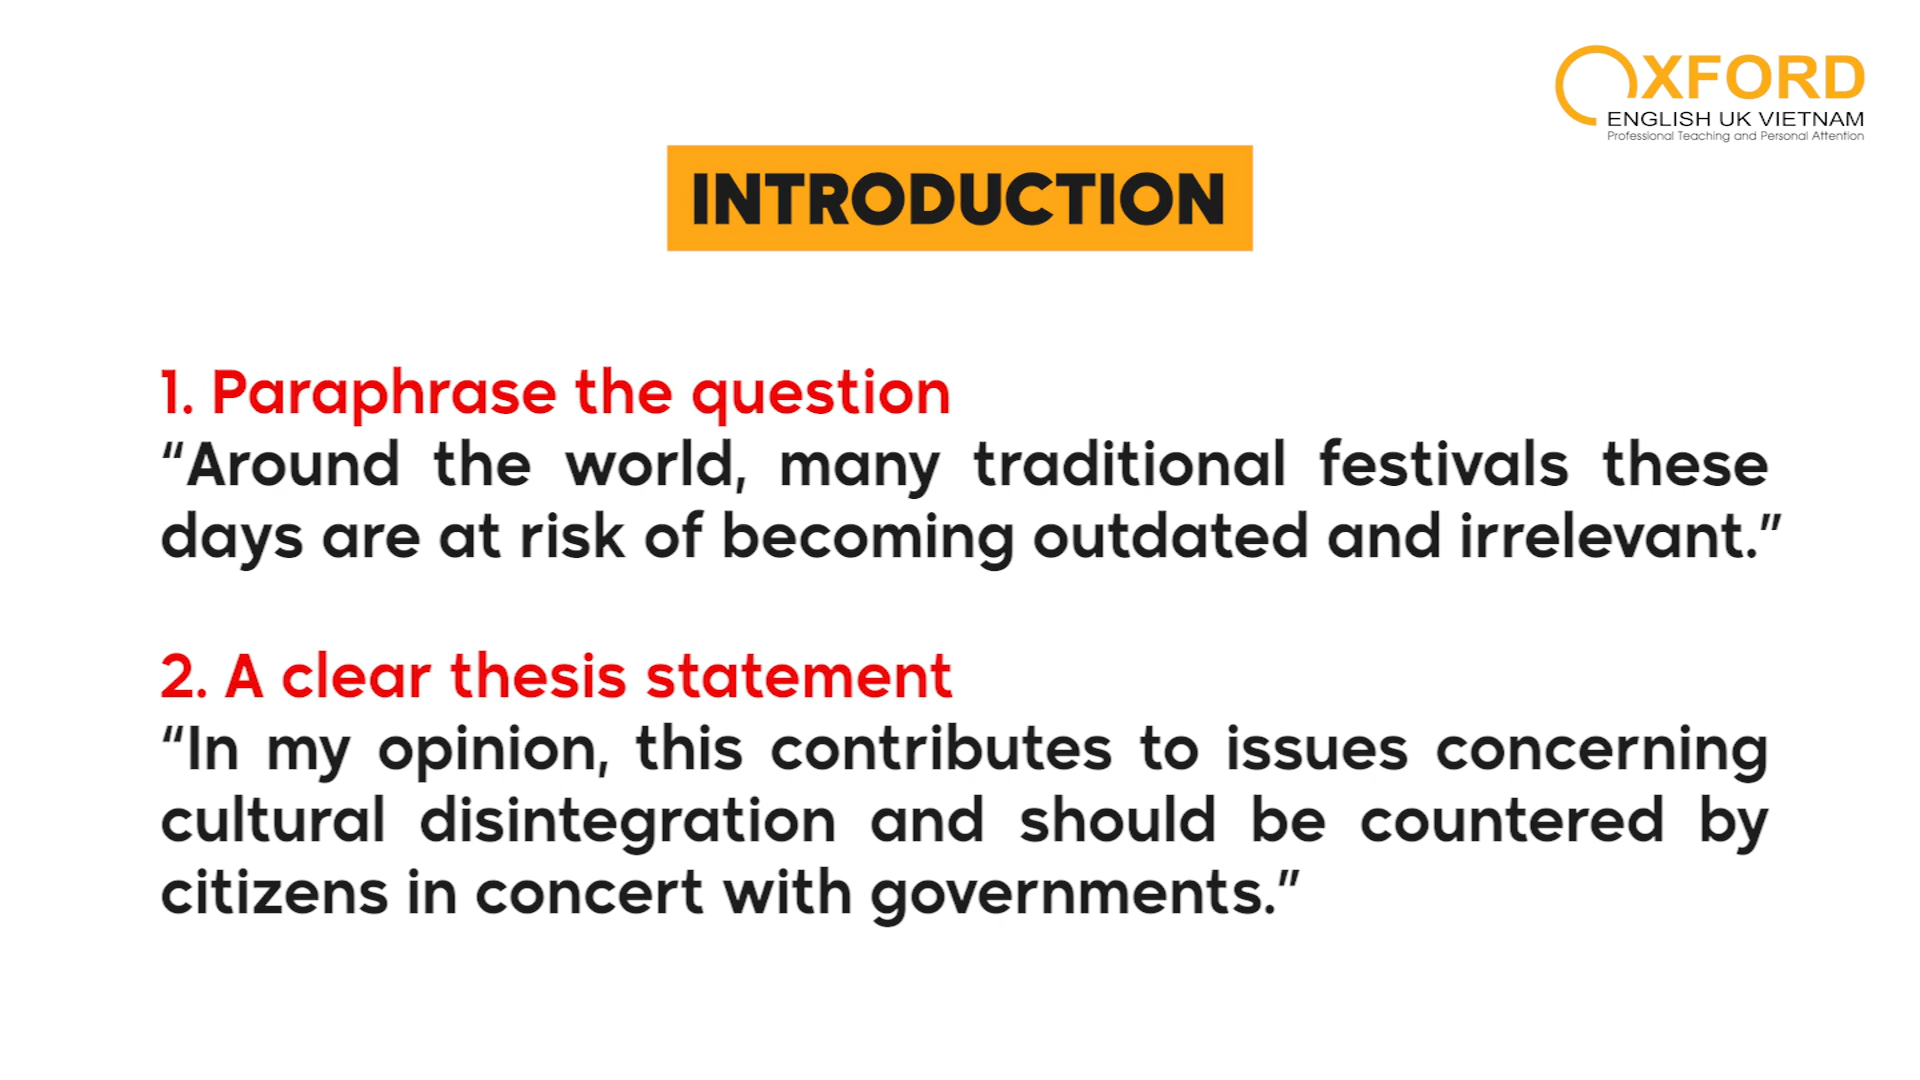 OXFORD
ENGLISH UK VIETNAM
Professional Teaching and Personal Attention
INTRODUCTION
1. Paraphrase the question
“Around the world, many traditional festivals these
days are at risk of becoming outdated and irrelevant.”
2. A clear thesis statement
“In my opinion, this contributes to issues concerning
cultural disintegration and should be countered by
citizens in concert with governments.”